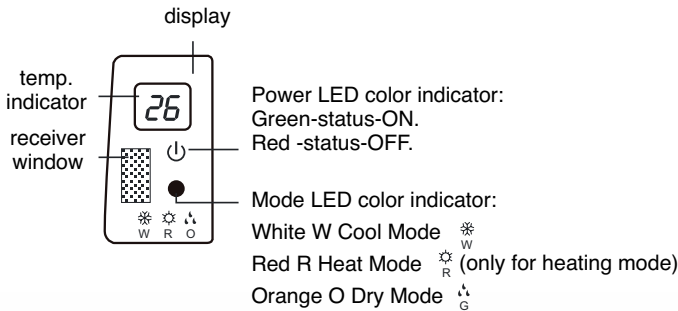 display
temp.
indicator
26
Power LED color indicator:
Green-status-ON.
Red -status-OFF.
receiver
window
Mode LED color indicator:
W R O
White W Cool Mode W
Red R Heat Mode R (only for heating mode)
Orange O Dry Mode G